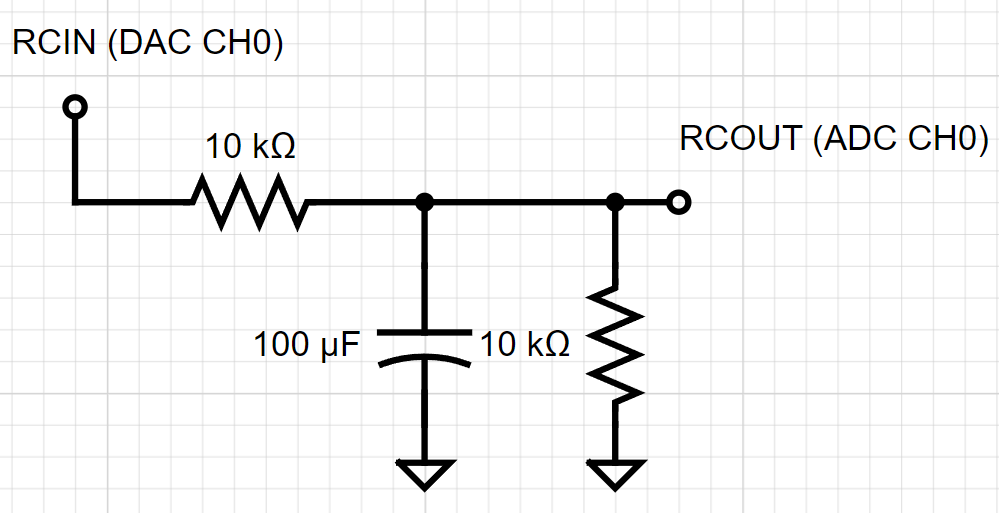 RCIN (DAC CH0)
RCOUT (ADC CH0)
10 kΩ
100 µF
10 kΩ